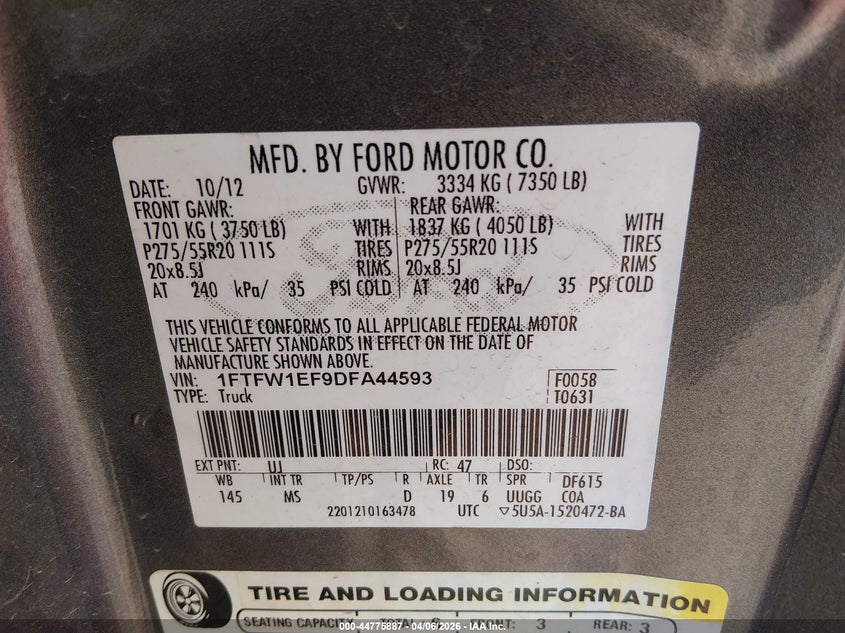 MFD. BY FORD MOTOR CO.
DATE: 10/12 GVWR: 3334 KG ( 7350 LB)
FRONT GAWR: REAR GAWR:
1701 KG ( 3750 LB) WITH 1837 KG ( 4050 LB) WITH
P275/55R20 111S TIRES P275/55R20 111S TIRES
20x8.5J RIMS 20x8.5J RIMS
AT 240 kPa/ 35 PSI COLD AT 240 kPa/ 35 PSI COLD
THIS VEHICLE CONFORMS TO ALL APPLICABLE FEDERAL MOTOR
VEHICLE SAFETY STANDARDS IN EFFECT ON THE DATE OF
MANUFACTURE SHOWN ABOVE.
VIN: 1FTFW1EF9DFA44593 F0058
TYPE: Truck T0631
EXT PNT: UJ RC: 47 DSO:
WB INT TR TP/PS R AXLE TR SPR DF615
145 MS D 19 6 UUGG COA
2201210163478 UTC ▽5U5A-1520472-BA
TIRE AND LOADING INFORMATION
SEATING CAPACITY TOTAL 3 REAR: 3
000-44775887 - 04/06/2026 - IAA Inc.